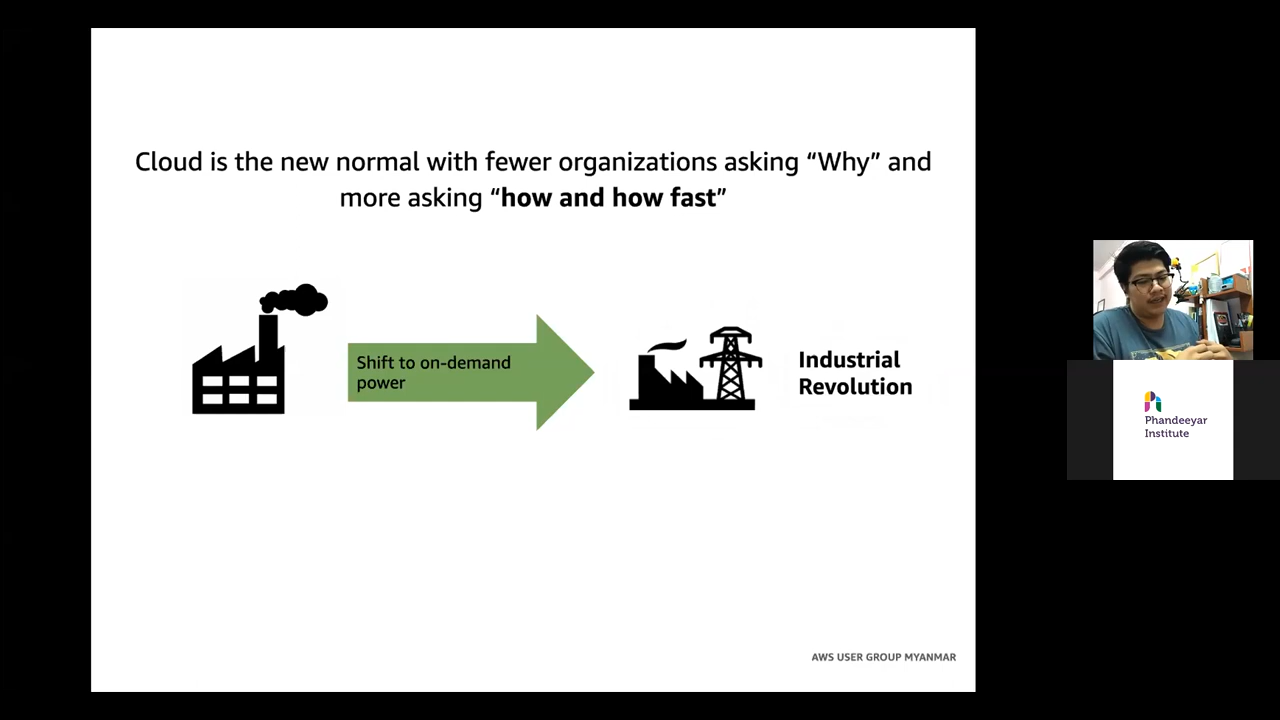 Cloud is the new normal with fewer organizations asking “Why” and
more asking “how and how fast”
Shift to on-demand
power
Industrial
Revolution
AWS USER GROUP MYANMAR
Phandeeyar
Institute